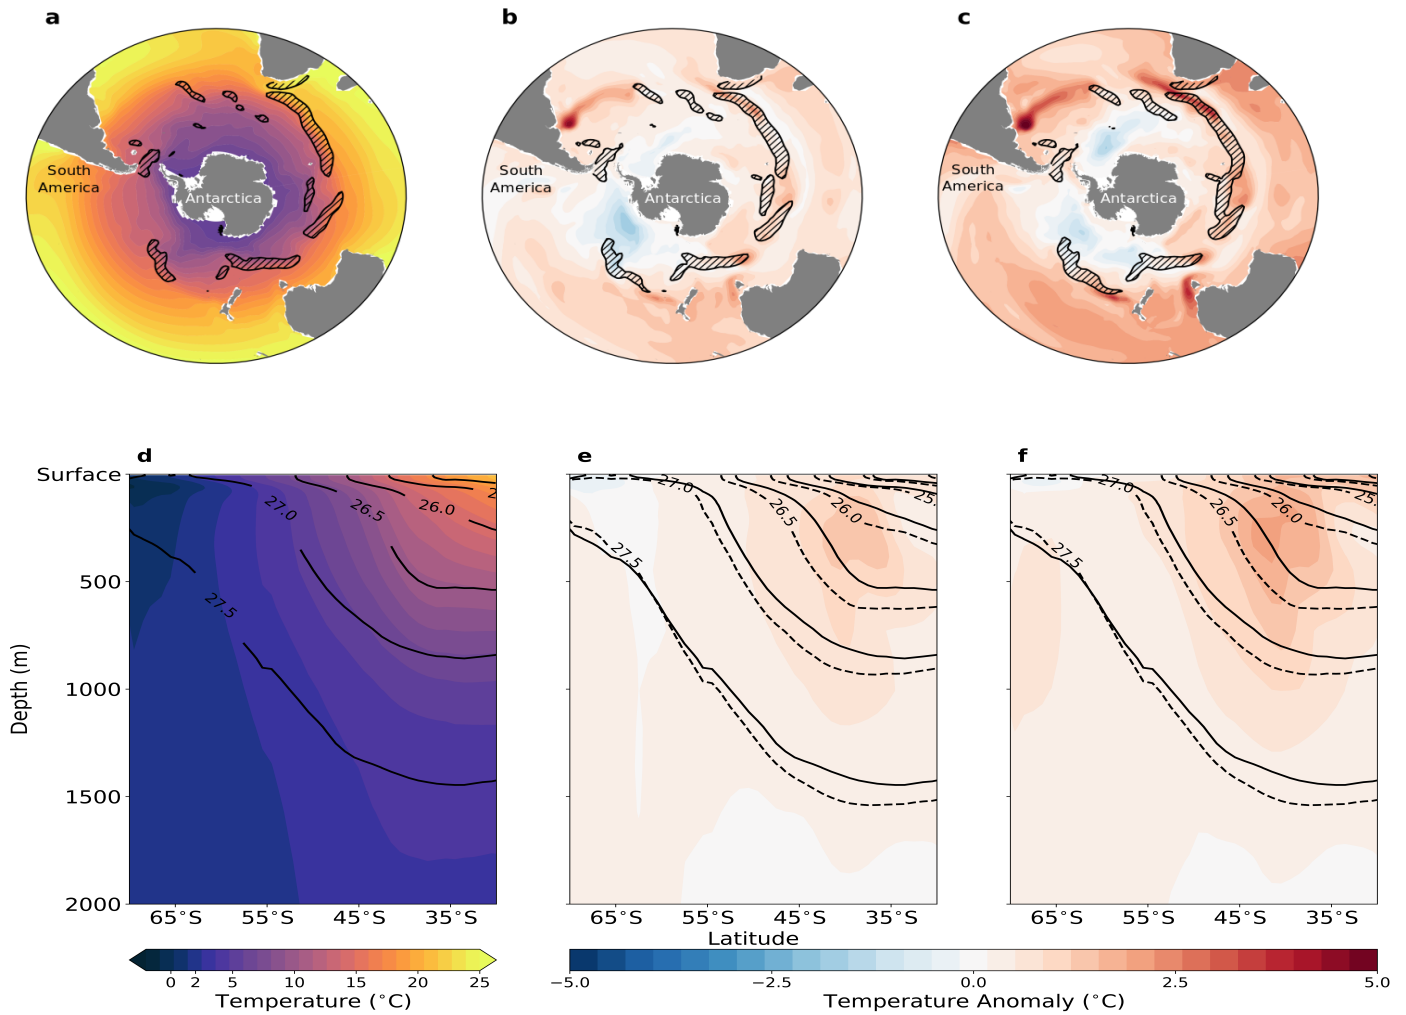 a
b
c
South
America
Antarctica
South
America
Antarctica
South
America
Antarctica
d
e
f
Surface
500
1000
1500
2000
Depth (m)
27.0
26.5
26.0
27.5
27.0
26.5
26.0
25.
27.5
27.0
26.5
26.0
25.
27.5
65°S
55°S
45°S
35°S
65°S
55°S
45°S
35°S
65°S
55°S
45°S
35°S
Latitude
0 2 5 10 15 20 25
Temperature (°C)
−5.0 −2.5 0.0 2.5 5.0
Temperature Anomaly (°C)